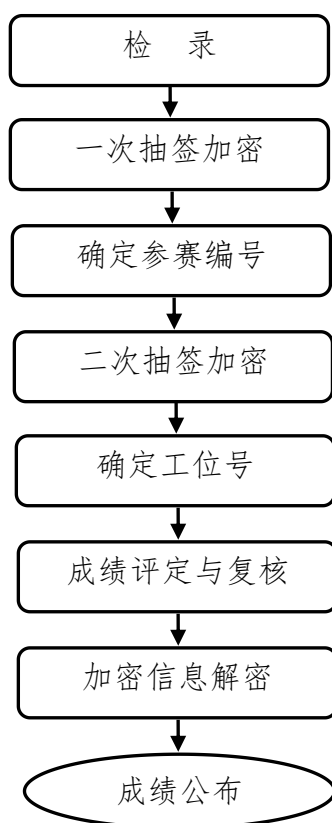 检 录
一次抽签加密
确定参赛编号
二次抽签加密
确定工位号
成绩评定与复核
加密信息解密
成绩公布